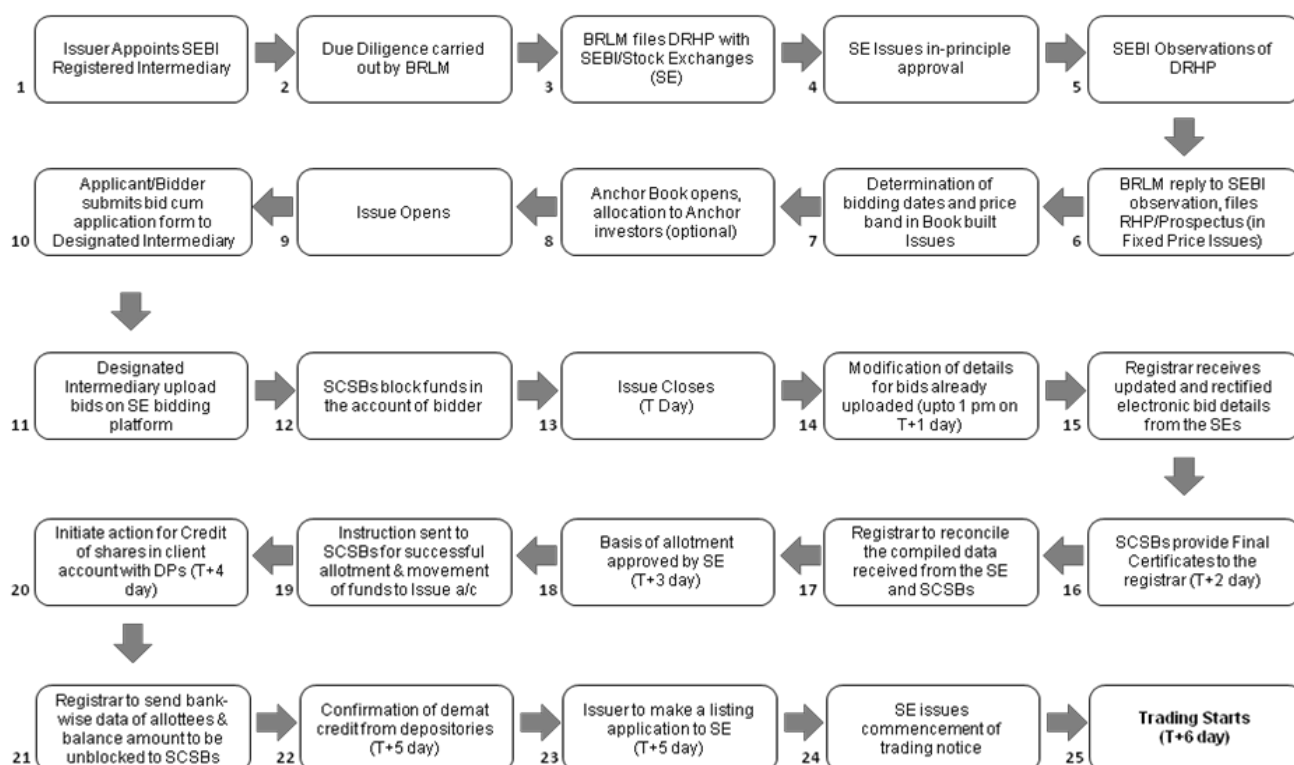 Issuer Appoints SEBI
Registered Intermediary
1
Due Diligence carried
out by BRLM
2
BRLM files DRHP with
SEBI/Stock Exchanges
(SE)
3
SE Issues in-principle
approval
4
SEBI Observations of
DRHP
5
BRLM reply to SEBI
observation, files
RHP/Prospectus (in
Fixed Price Issues)
6
Determination of
bidding dates and price
band in Book built
Issues
7
Anchor Book opens,
allocation to Anchor
investors (optional)
8
Issue Opens
9
Applicant/Bidder
submits bid cum
application form to
Designated Intermediary
10
Designated
Intermediary upload
bids on SE bidding
platform
11
SCSBs block funds in
the account of bidder
12
Issue Closes
(T Day)
13
Modification of details
for bids already
uploaded (upto 1 pm on
T+1 day)
14
Registrar receives
updated and rectified
electronic bid details
from the SEs
15
SCSBs provide Final
Certificates to the
registrar (T+2 day)
16
Registrar to reconcile
the compiled data
received from the SE
and SCSBs
17
Basis of allotment
approved by SE
(T+3 day)
18
Instruction sent to
SCSBs for successful
allotment & movement
of funds to Issue a/c
19
Initiate action for Credit
of shares in client
account with DPs (T+4
day)
20
Registrar to send bank-
wise data of allottees &
balance amount to be
unblocked to SCSBs
21
Confirmation of demat
credit from depositories
(T+5 day)
22
Issuer to make a listing
application to SE
(T+5 day)
23
SE issues
commencement of
trading notice
24
Trading Starts
(T+6 day)
25